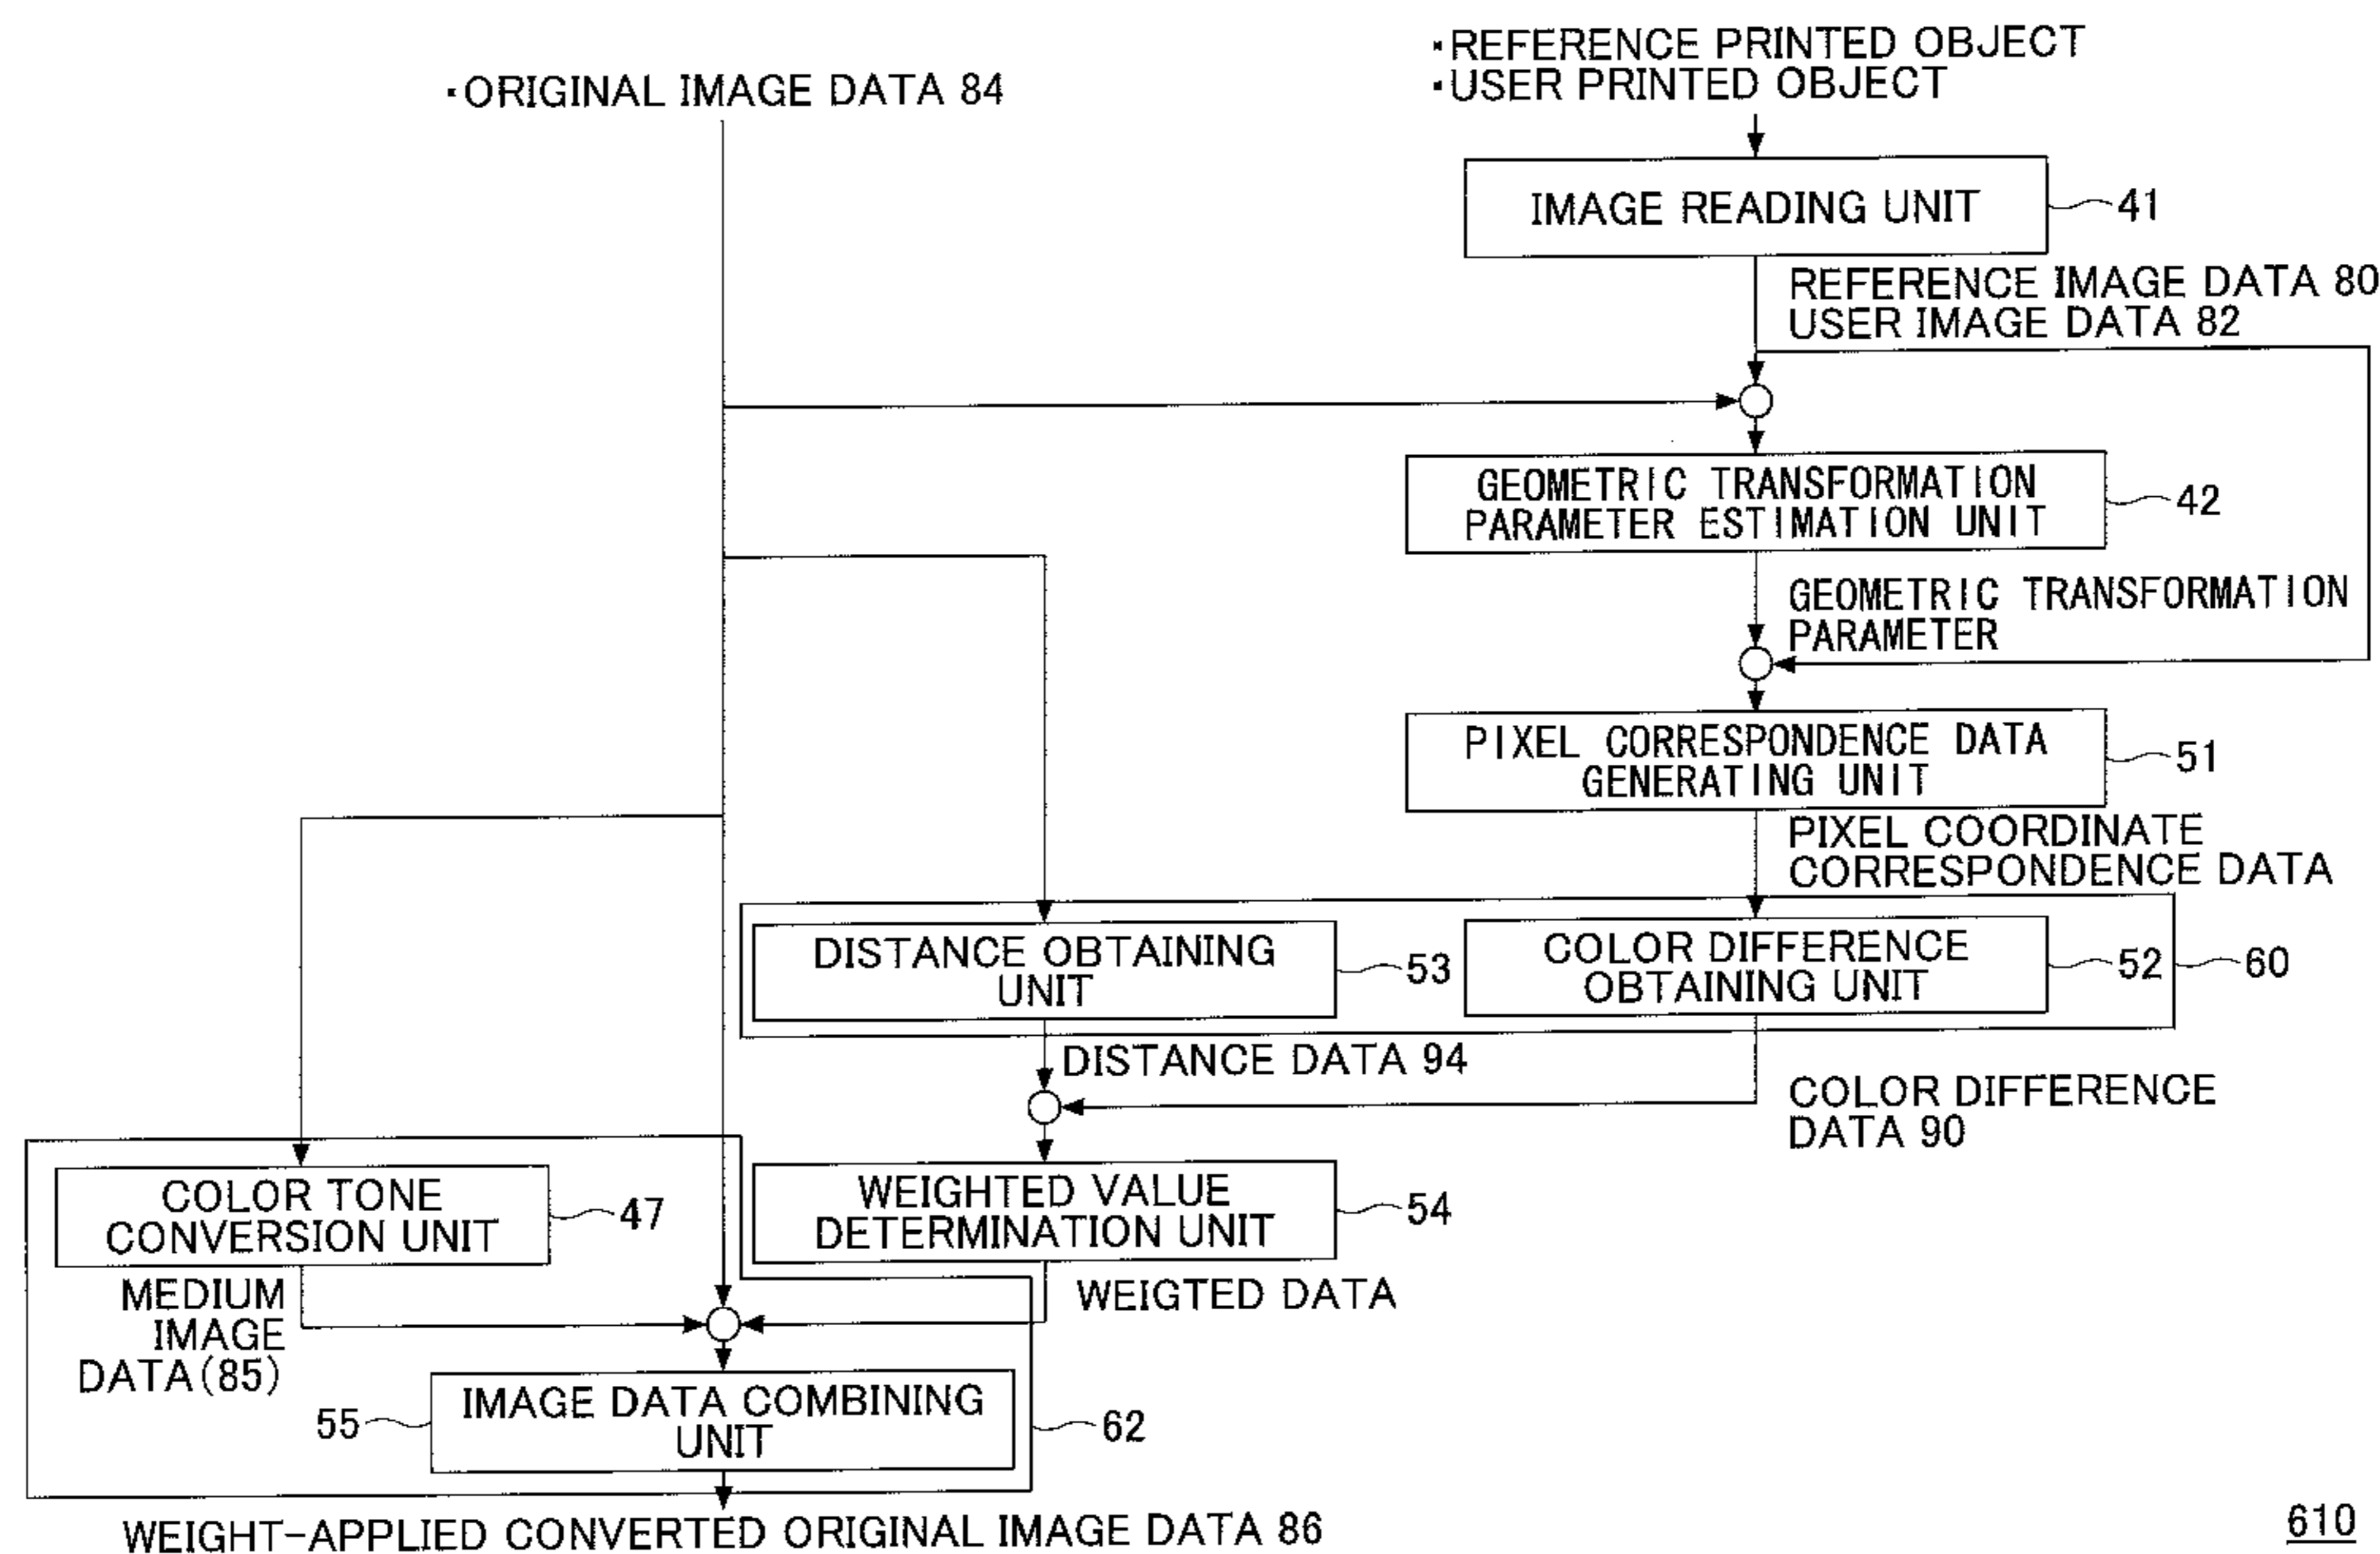 ・REFERENCE PRINTED OBJECT
・USER PRINTED OBJECT
・ORIGINAL IMAGE DATA 84
IMAGE READING UNIT
41
REFERENCE IMAGE DATA 80
USER IMAGE DATA 82
GEOMETRIC TRANSFORMATION
PARAMETER ESTIMATION UNIT
42
GEOMETRIC TRANSFORMATION
PARAMETER
PIXEL CORRESPONDENCE DATA
GENERATING UNIT
51
PIXEL COORDINATE
CORRESPONDENCE DATA
DISTANCE OBTAINING
UNIT
53
COLOR DIFFERENCE
OBTAINING UNIT
52
60
DISTANCE DATA 94
COLOR DIFFERENCE
DATA 90
COLOR TONE
CONVERSION UNIT
47
WEIGHTED VALUE
DETERMINATION UNIT
54
MEDIUM
IMAGE
DATA(85)
WEIGTED DATA
IMAGE DATA COMBINING
UNIT
55
62
WEIGHT-APPLIED CONVERTED ORIGINAL IMAGE DATA 86
610